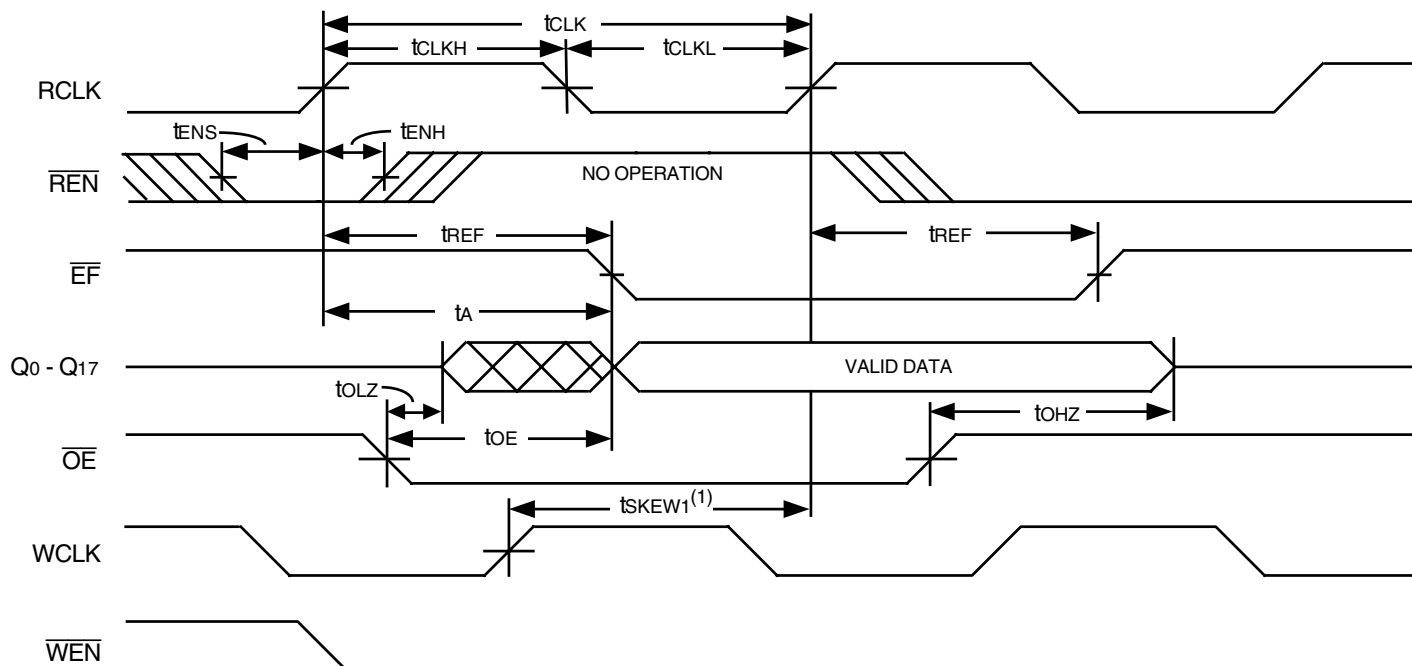 tCLK
tCLKH tCLKL
RCLK
tENS tENH
REN NO OPERATION
tREF tREF
EF
tA
Q0 - Q17 VALID DATA
tOLZ tOHZ
tOE
OE
tSKEW1(1)
WCLK
WEN